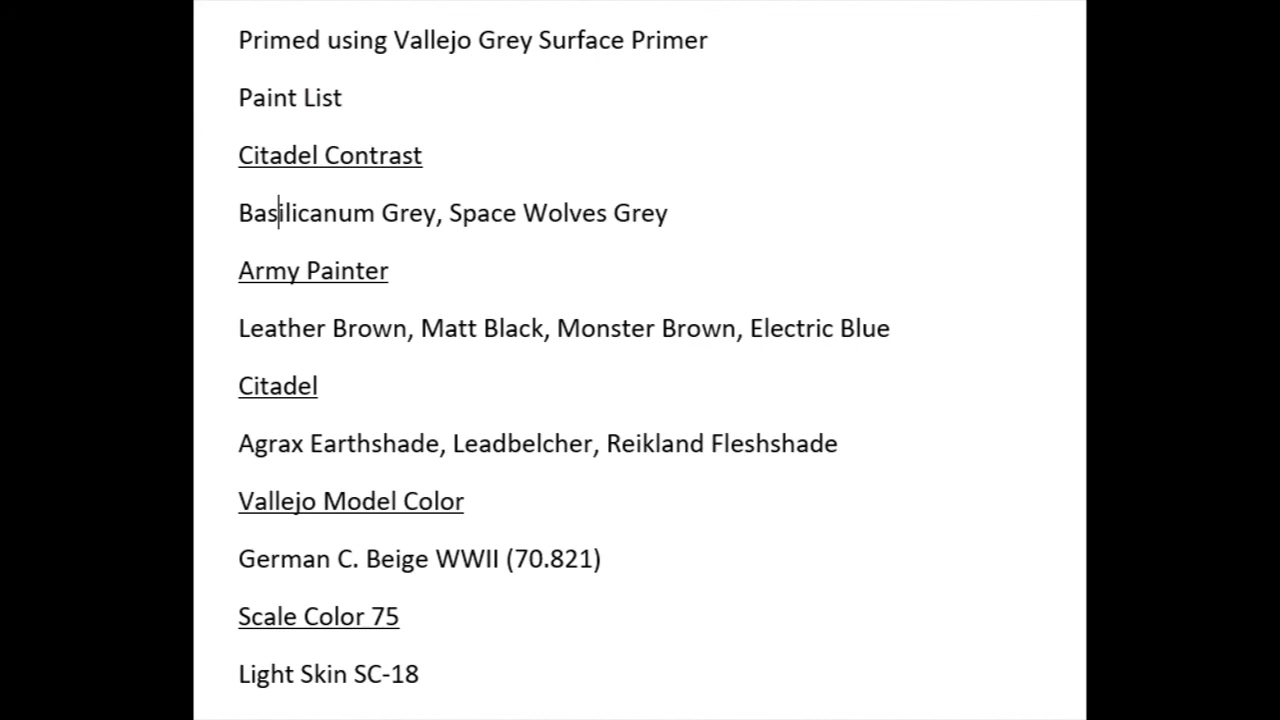 Primed using Vallejo Grey Surface Primer
Paint List
Citadel Contrast
Basilicanum Grey, Space Wolves Grey
Army Painter
Leather Brown, Matt Black, Monster Brown, Electric Blue
Citadel
Agrax Earthshade, Leadbelcher, Reikland Fleshshade
Vallejo Model Color
German C. Beige WWII (70.821)
Scale Color 75
Light Skin SC-18